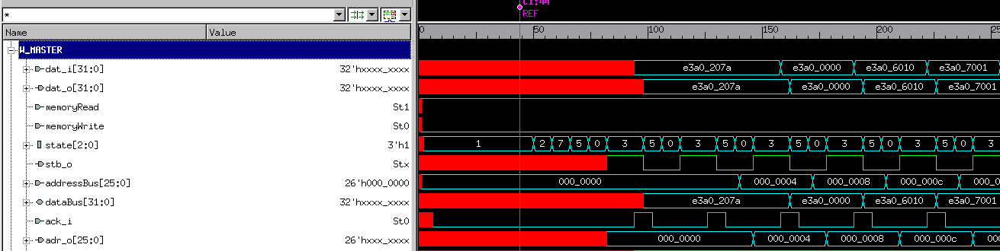 C1:44
REF
*
Name Value
0 50 100 150 200 25
W_MASTER
dat_i[31:0] 32'hxxxx_xxxx e3a0_207a e3a0_0000 e3a0_6010 e3a0_7001
dat_o[31:0] 32'hxxxx_xxxx e3a0_207a e3a0_0000 e3a0_6010 e3a0_7001
memoryRead St1
memoryWrite St0
state[2:0] 3'h1 1 2 7 5 0 3 5 0 3 5 0 3 5 0 3 5 0 3 5 0 3
stb_o Stx
addressBus[25:0] 26'h000_0000 000_0000 000_0004 000_0008 000_000c 000_0
dataBus[31:0] 32'hxxxx_xxxx e3a0_207a e3a0_0000 e3a0_6010 e3a0_7001
ack_i St0
adr_o[25:0] 26'hxxx_xxxx 000_0000 000_0004 000_0008 000_000c 00